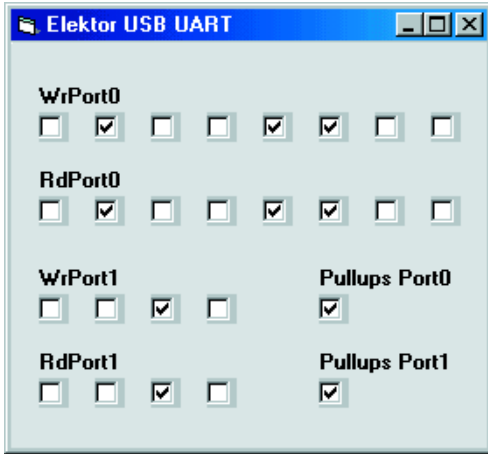 Elektor USB UART
WrPort0
RdPort0
WrPort1 Pullups Port0
RdPort1 Pullups Port1